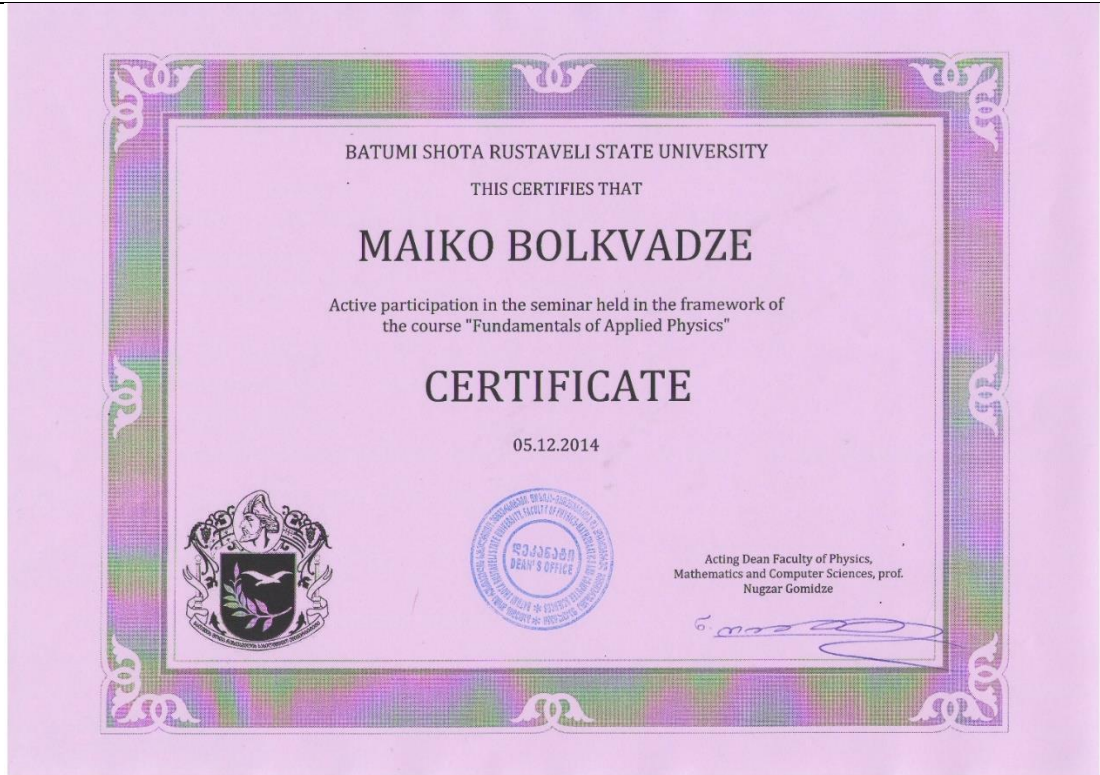 BATUMI SHOTA RUSTAVELI STATE UNIVERSITY
THIS CERTIFIES THAT
MAIKO BOLKVADZE
Active participation in the seminar held in the framework of
the course "Fundamentals of Applied Physics"
CERTIFICATE
05.12.2014
დეკანატი
DEAN'S OFFICE
Acting Dean Faculty of Physics,
Mathematics and Computer Sciences, prof.
Nugzar Gomidze